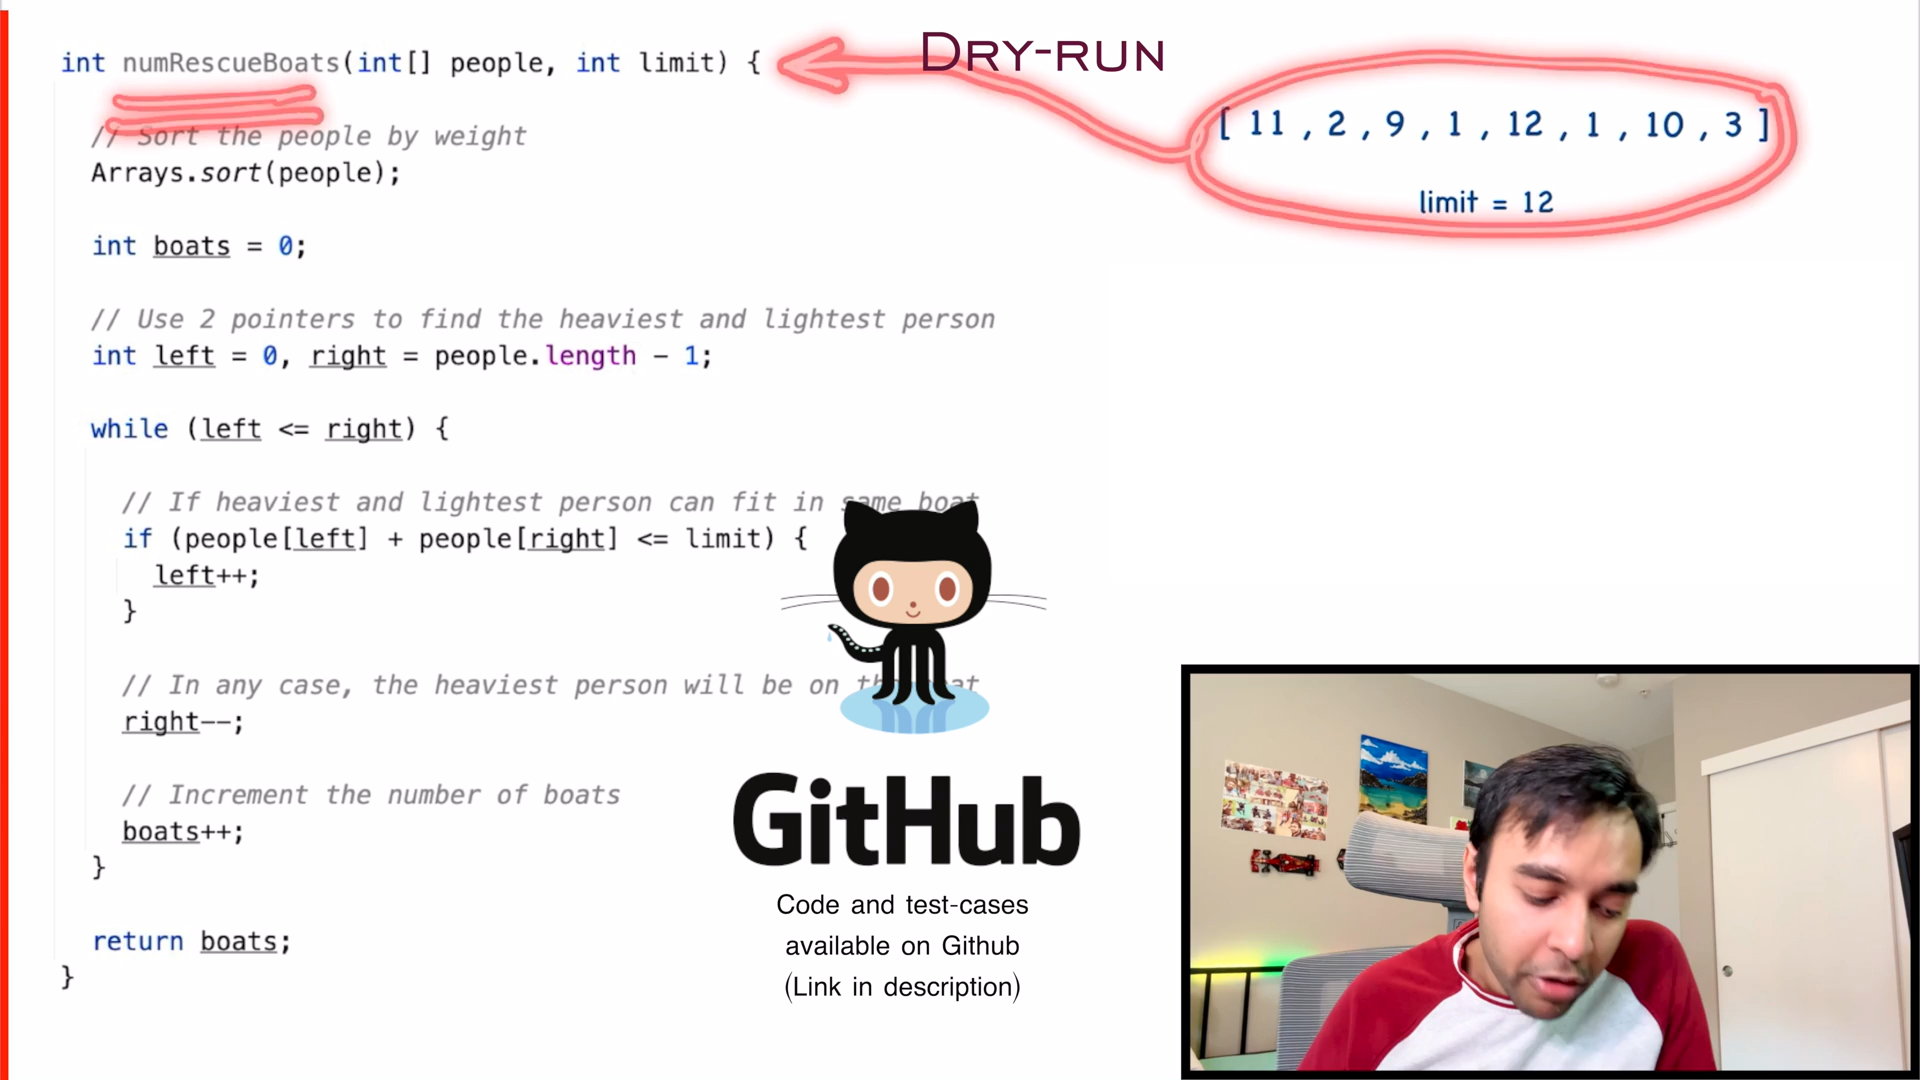 DRY-RUN
int numRescueBoats(int[] people, int limit) {
// Sort the people by weight
Arrays.sort(people);
int boats = 0;
// Use 2 pointers to find the heaviest and lightest person
int left = 0, right = people.length - 1;
while (left <= right) {
// If heaviest and lightest person can fit in same boat
if (people[left] + people[right] <= limit) {
left++;
}
// In any case, the heaviest person will be on
right--;
// Increment the number of boats
boats++;
}
return boats;
}
[ 11 , 2 , 9 , 1 , 12 , 1 , 10 , 3 ]
limit = 12
GitHub
Code and test-cases
available on Github
(Link in description)